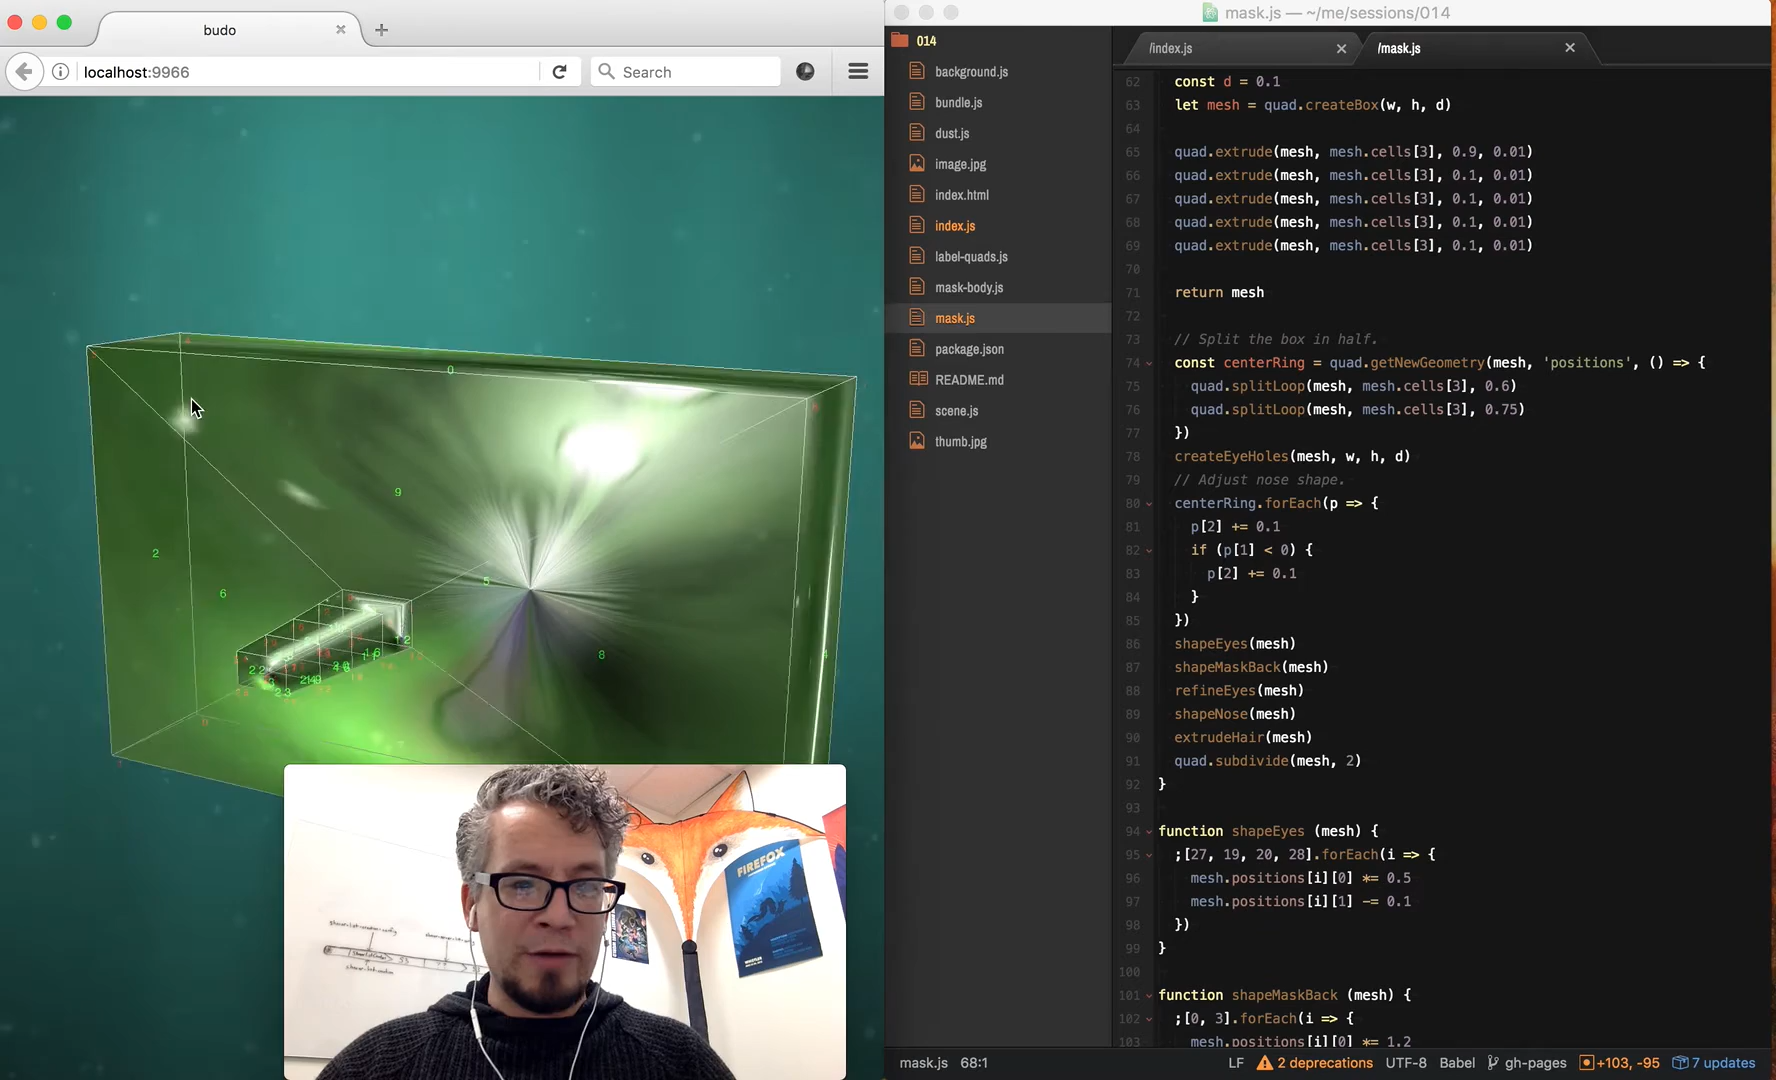 budo
localhost:9966
Search
0
9
2
6
5
8
4
mask.js — ~/me/sessions/014
014
background.js
bundle.js
dust.js
image.jpg
index.html
index.js
label-quads.js
mask-body.js
mask.js
package.json
README.md
scene.js
thumb.jpg
/index.js
/mask.js
62 const d = 0.1
63 let mesh = quad.createBox(w, h, d)
64
65 quad.extrude(mesh, mesh.cells[3], 0.9, 0.01)
66 quad.extrude(mesh, mesh.cells[3], 0.1, 0.01)
67 quad.extrude(mesh, mesh.cells[3], 0.1, 0.01)
68 quad.extrude(mesh, mesh.cells[3], 0.1, 0.01)
69 quad.extrude(mesh, mesh.cells[3], 0.1, 0.01)
70
71 return mesh
72
73 // Split the box in half.
74 const centerRing = quad.getNewGeometry(mesh, 'positions', () => {
75 quad.splitLoop(mesh, mesh.cells[3], 0.6)
76 quad.splitLoop(mesh, mesh.cells[3], 0.75)
77 })
78 createEyeHoles(mesh, w, h, d)
79 // Adjust nose shape.
80 centerRing.forEach(p => {
81 p[2] += 0.1
82 if (p[1] < 0) {
83 p[2] += 0.1
84 }
85 })
86 shapeEyes(mesh)
87 shapeMaskBack(mesh)
88 refineEyes(mesh)
89 shapeNose(mesh)
90 extrudeHair(mesh)
91 quad.subdivide(mesh, 2)
92 }
93
94 function shapeEyes (mesh) {
95 ;[27, 19, 20, 28].forEach(i => {
96 mesh.positions[i][0] *= 0.5
97 mesh.positions[i][1] -= 0.1
98 })
99 }
100
101 function shapeMaskBack (mesh) {
102 ;[0, 3].forEach(i => {
103 mesh.positions[i][0] *= 1.2
FIREFOX
mask.js 68:1
LF 2 deprecations UTF-8 Babel gh-pages +103, -95 7 updates